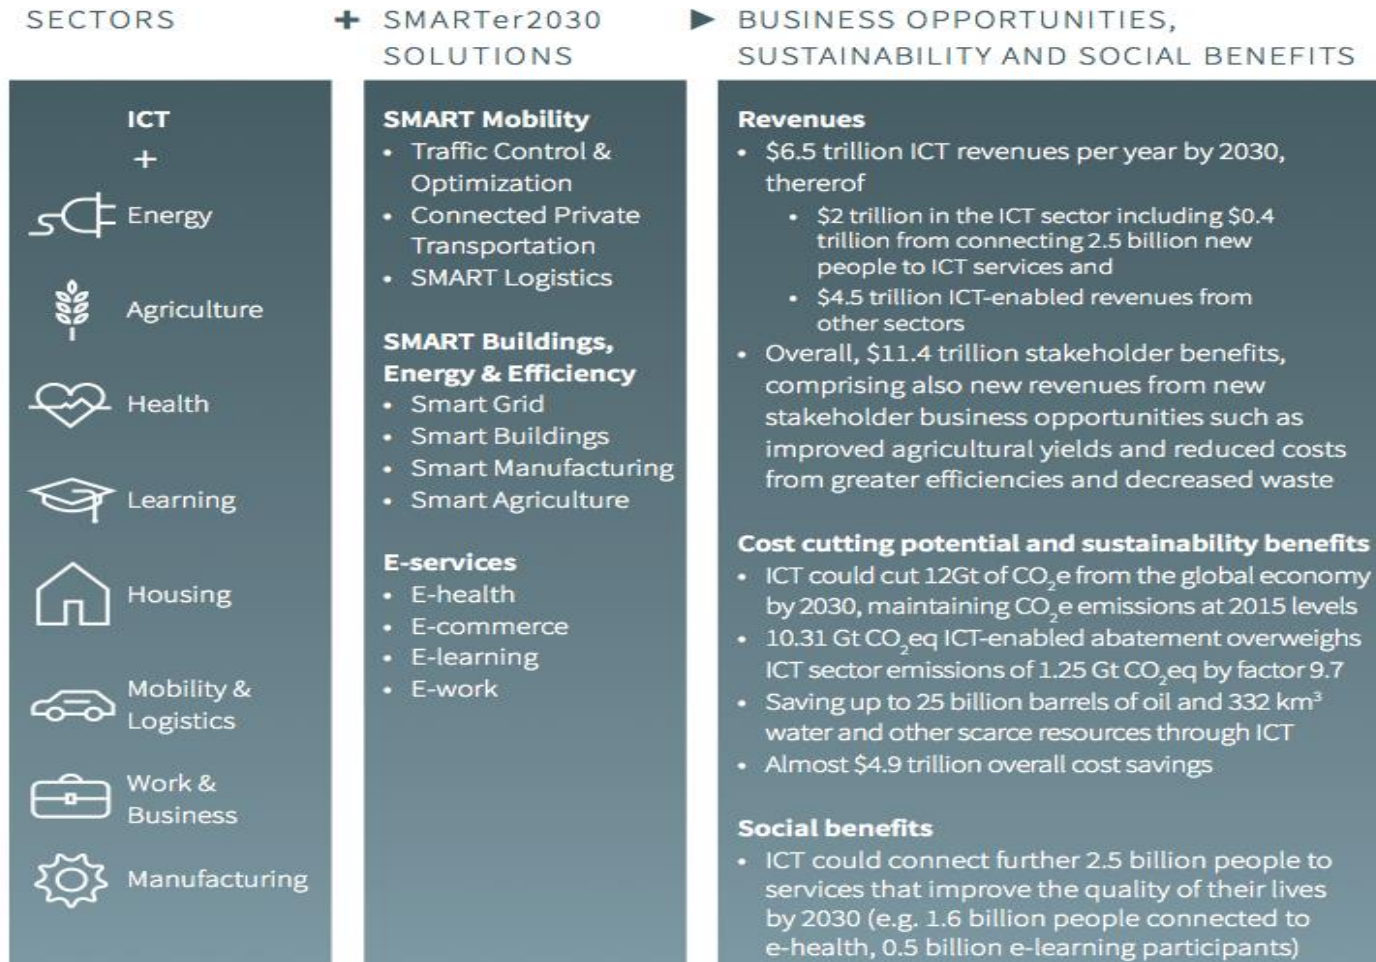 SECTORS
+ SMARTer2030
SOLUTIONS
► BUSINESS OPPORTUNITIES,
SUSTAINABILITY AND SOCIAL BENEFITS
ICT
+
Energy
Agriculture
Health
Learning
Housing
Mobility &
Logistics
Work &
Business
Manufacturing
SMART Mobility
• Traffic Control &
Optimization
• Connected Private
Transportation
• SMART Logistics
SMART Buildings,
Energy & Efficiency
• Smart Grid
• Smart Buildings
• Smart Manufacturing
• Smart Agriculture
E-services
• E-health
• E-commerce
• E-learning
• E-work
Revenues
• $6.5 trillion ICT revenues per year by 2030,
thererof
• $2 trillion in the ICT sector including $0.4
trillion from connecting 2.5 billion new
people to ICT services and
• $4.5 trillion ICT-enabled revenues from
other sectors
• Overall, $11.4 trillion stakeholder benefits,
comprising also new revenues from new
stakeholder business opportunities such as
improved agricultural yields and reduced costs
from greater efficiencies and decreased waste
Cost cutting potential and sustainability benefits
• ICT could cut 12Gt of CO₂e from the global economy
by 2030, maintaining CO₂e emissions at 2015 levels
• 10.31 Gt CO₂eq ICT-enabled abatement overweighs
ICT sector emissions of 1.25 Gt CO₂eq by factor 9.7
• Saving up to 25 billion barrels of oil and 332 km³
water and other scarce resources through ICT
• Almost $4.9 trillion overall cost savings
Social benefits
• ICT could connect further 2.5 billion people to
services that improve the quality of their lives
by 2030 (e.g. 1.6 billion people connected to
e-health, 0.5 billion e-learning participants)